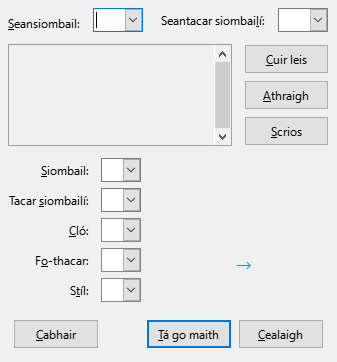 Seansiombail: Seantacar siombailí:
Cuir leis
Athraigh
Scrios
Siombail:
Tacar siombailí:
Cló:
Fo-thacar:
→
Stíl:
Cabhair Tá go maith Cealaigh